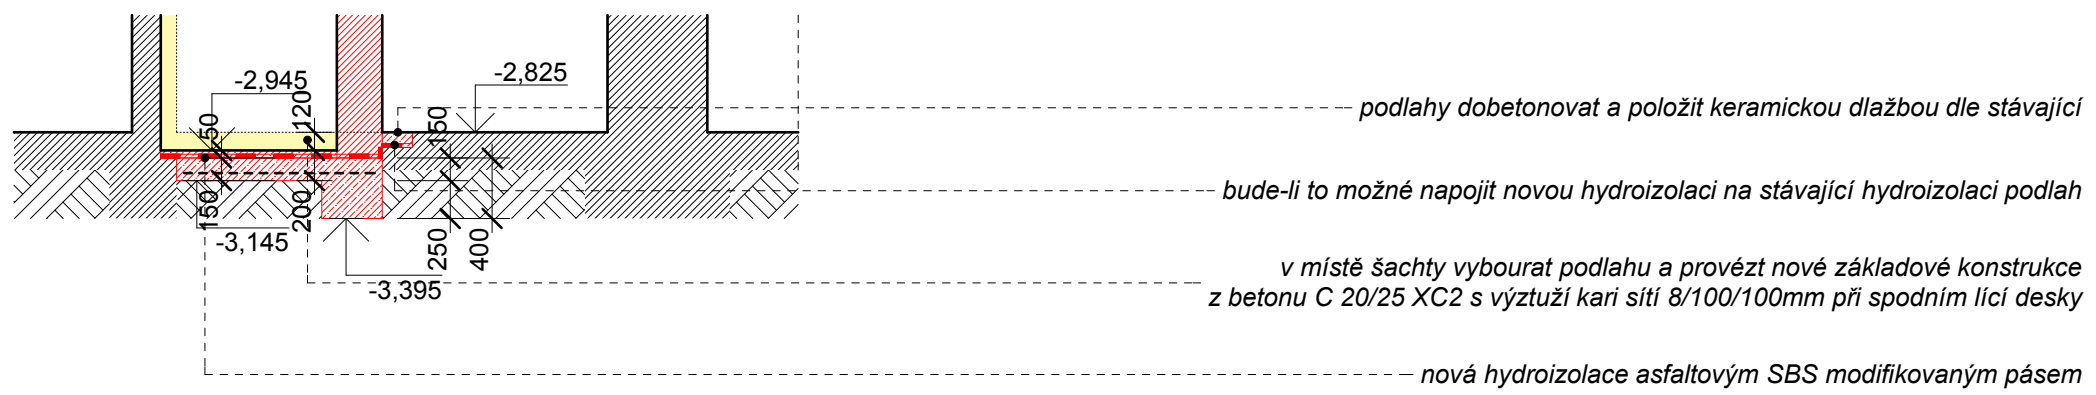 -2,945
-2,825
120
50
150
podlahy dobetonovat a položit keramickou dlažbou dle stávající
bude-li to možné napojit novou hydroizolaci na stávající hydroizolaci podlah
150
200
-3,145
250
400
-3,395
v místě šachty vybourat podlahu a provézt nové základové konstrukce
z betonu C 20/25 XC2 s výztuží kari sítí 8/100/100mm při spodním lící desky
nová hydroizolace asfaltovým SBS modifikovaným pásem